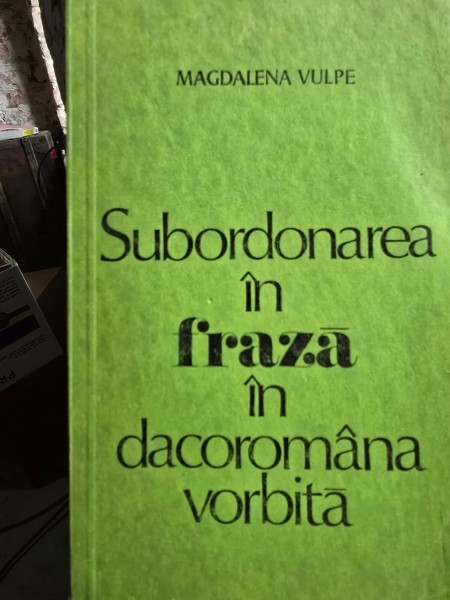 MAGDALENA VULPE
Subordonarea
în
frază
în
dacoromâna
vorbită